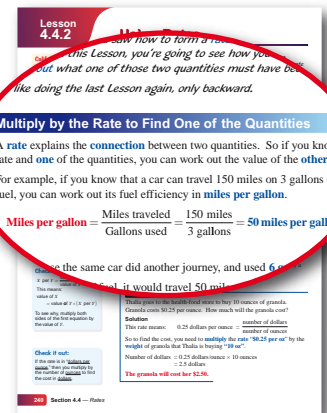 Lesson
4.4.2
saw how to form a
this Lesson, you're going to see how you
out what one of those two quantities must have be
like doing the last Lesson again, only backward.
Multiply by the Rate to Find One of the Quantities
A rate explains the connection between two quantities. So if you know
rate and one of the quantities, you can work out the value of the other
For example, if you know that a car can travel 150 miles on 3 gallons
fuel, you can work out its fuel efficiency in miles per gallon.
Miles per gallon = Miles traveled / Gallons used = 150 miles / 3 gallons = 50 miles per gall
se the same car did another journey, and used 6 g
fuel, it would travel 50 mile
Check
x per Y =
This means
value of X
= value of Y × (X per Y)
To see why, multiply both
sides of the first equation by
the value of Y.
Thalia goes to the health-food store to buy 10 ounces of granola.
Granola costs $0.25 per ounce. How much will the granola cost?
Solution
This rate means: 0.25 dollars per ounce = number of dollars / number of ounces
So to find the cost, you need to multiply the rate "$0.25 per oz" by the
weight of granola that Thalia is buying "10 oz".
Number of dollars = 0.25 dollars/ounce × 10 ounces
= 2.5 dollars
The granola will cost her $2.50.
Check it out:
If the rate is in "dollars per
ounce," then you multiply by
the number of ounces to find
the cost in dollars.
240 Section 4.4 — Rates